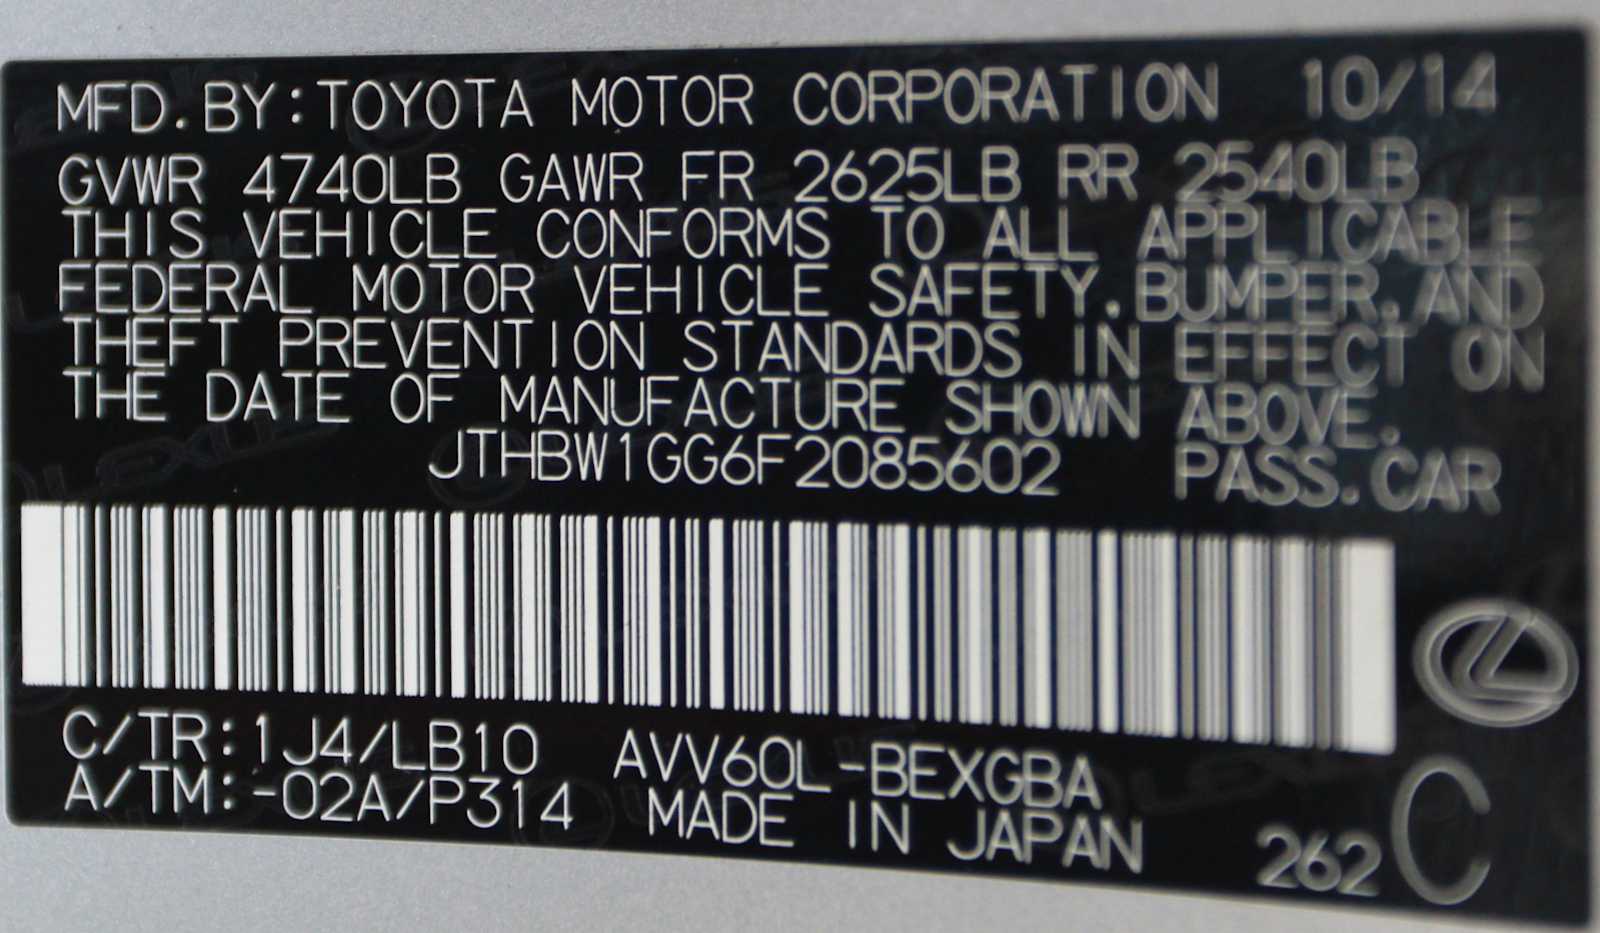 MFD. BY: TOYOTA MOTOR CORPORATION 10/14
GVWR 4740LB GAWR FR 2625LB RR 2540LB
THIS VEHICLE CONFORMS TO ALL APPLICABLE
FEDERAL MOTOR VEHICLE SAFETY, BUMPER, AND
THEFT PREVENTION STANDARDS IN EFFECT ON
THE DATE OF MANUFACTURE SHOWN ABOVE.
JTHBW1GG6F2085602 PASS. CAR
C/TR: 1J4/LB10 AVV60L-BEXGBA
A/TM: -02A/P314 MADE IN JAPAN 262 C